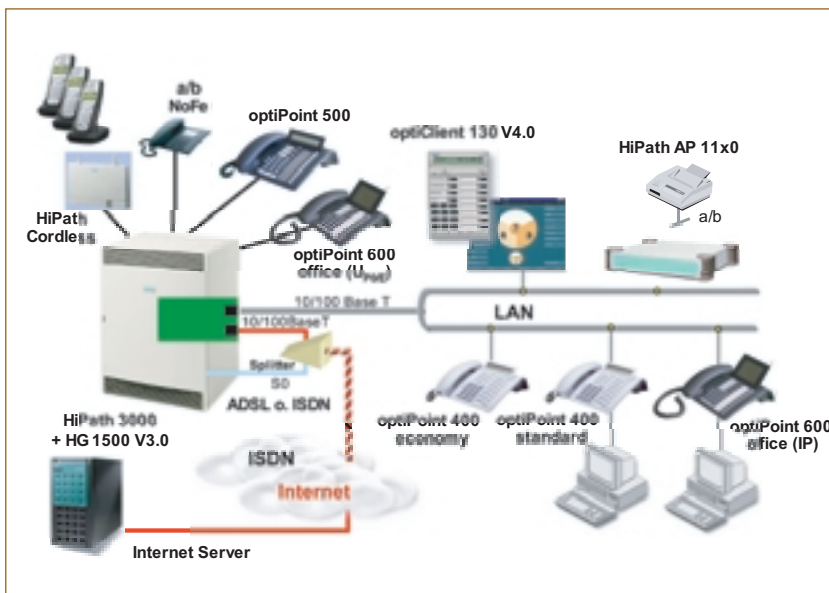 a/b
NoFe
optiPoint 500
optiClient 130 V4.0
HiPath AP 11x0
a/b
HiPath
Cordless
optiPoint 600
office (UP0/E)
10/100 Base T
LAN
10/100BaseT
Splitter
S0
ADSL o. ISDN
HiPath 3000
+ HG 1500 V3.0
optiPoint 400
economy
optiPoint 400
standard
optiPoint 600
office (IP)
ISDN
Internet
Internet Server